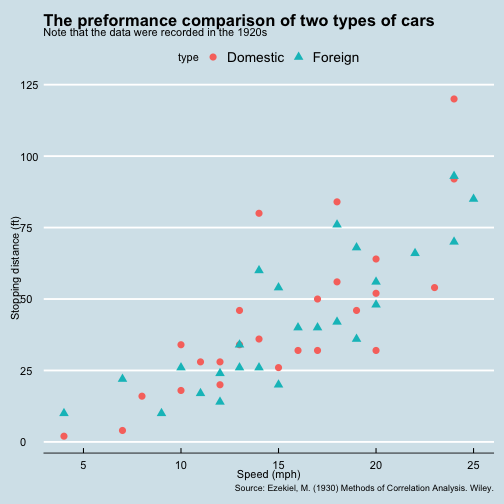 The preformance comparison of two types of cars
Note that the data were recorded in the 1920s
type Domestic Foreign
125
100
75
50
25
0
Stopping distance (ft)
5 10 15 20 25
Speed (mph)
Source: Ezekiel, M. (1930) Methods of Correlation Analysis. Wiley.